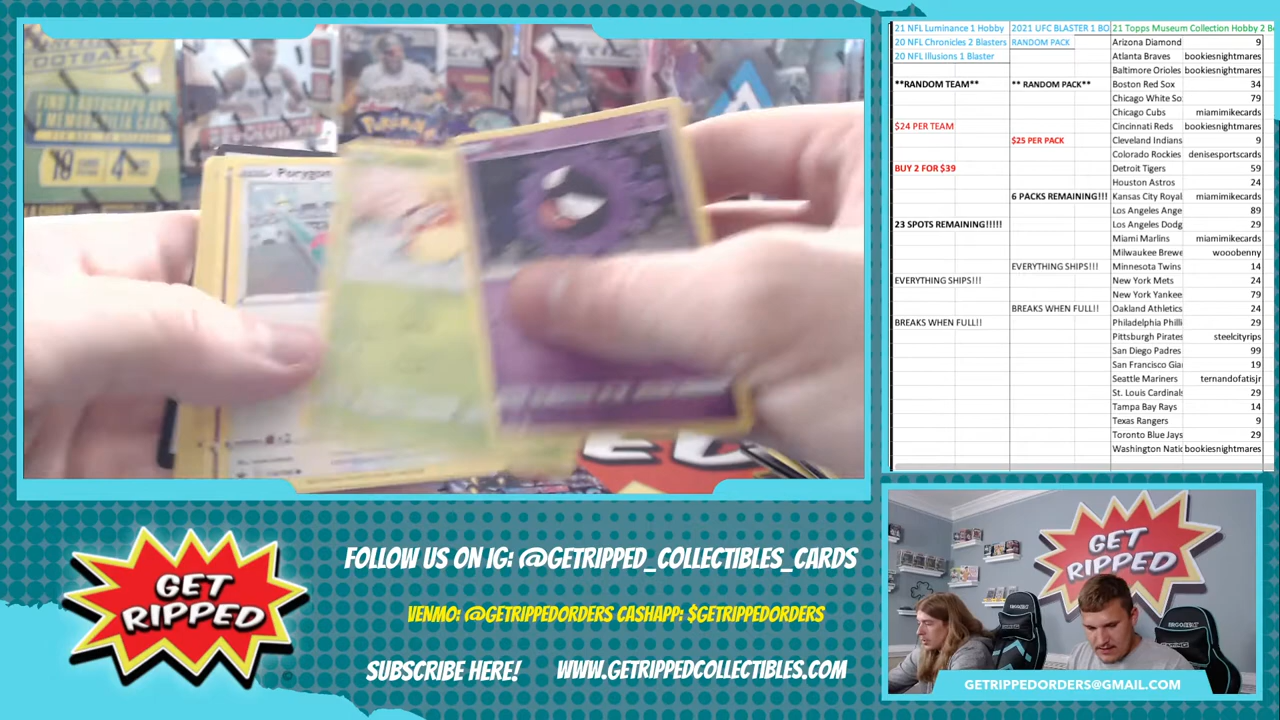 21 NFL Luminance 1 Hobby
20 NFL Chronicles 2 Blasters
20 NFL Illusions 1 Blaster
**RANDOM TEAM**
$24 PER TEAM
BUY 2 FOR $39
23 SPOTS REMAINING!!!!!
EVERYTHING SHIPS!!!
BREAKS WHEN FULL!!
2021 UFC BLASTER 1 BO
RANDOM PACK
** RANDOM PACK**
$25 PER PACK
6 PACKS REMAINING!!!
EVERYTHING SHIPS!!!
BREAKS WHEN FULL!!
21 Topps Museum Collection Hobby 2 B
Arizona Diamond 9
Atlanta Braves bookiesnightmares
Baltimore Orioles bookiesnightmares
Boston Red Sox 34
Chicago White So 79
Chicago Cubs miamimikecards
Cincinnati Reds bookiesnightmares
Cleveland Indians 9
Colorado Rockies denisesportscards
Detroit Tigers 59
Houston Astros 24
Kansas City Royal miamimikecards
Los Angeles Ange 89
Los Angeles Dodg 29
Miami Marlins miamimikecards
Milwaukee Brewe wooobenny
Minnesota Twins 14
New York Mets 24
New York Yankee 79
Oakland Athletics 24
Philadelphia Philli 29
Pittsburgh Pirates steelcityrips
San Diego Padres 99
San Francisco Gia 19
Seattle Mariners ternandofatisjr
St. Louis Cardinals 29
Tampa Bay Rays 14
Texas Rangers 9
Toronto Blue Jays 29
Washington Natic bookiesnightmares
FOOTBALL
Pokémon
Porygon
GET
RIPPED
FOLLOW US ON IG: @GETRIPPED_COLLECTIBLES_CARDS
VENMO: @GETRIPPEDORDERS CASHAPP: $GETRIPPEDORDERS
SUBSCRIBE HERE! WWW.GETRIPPEDCOLLECTIBLES.COM
GET
RIPPED
GETRIPPEDORDERS@GMAIL.COM